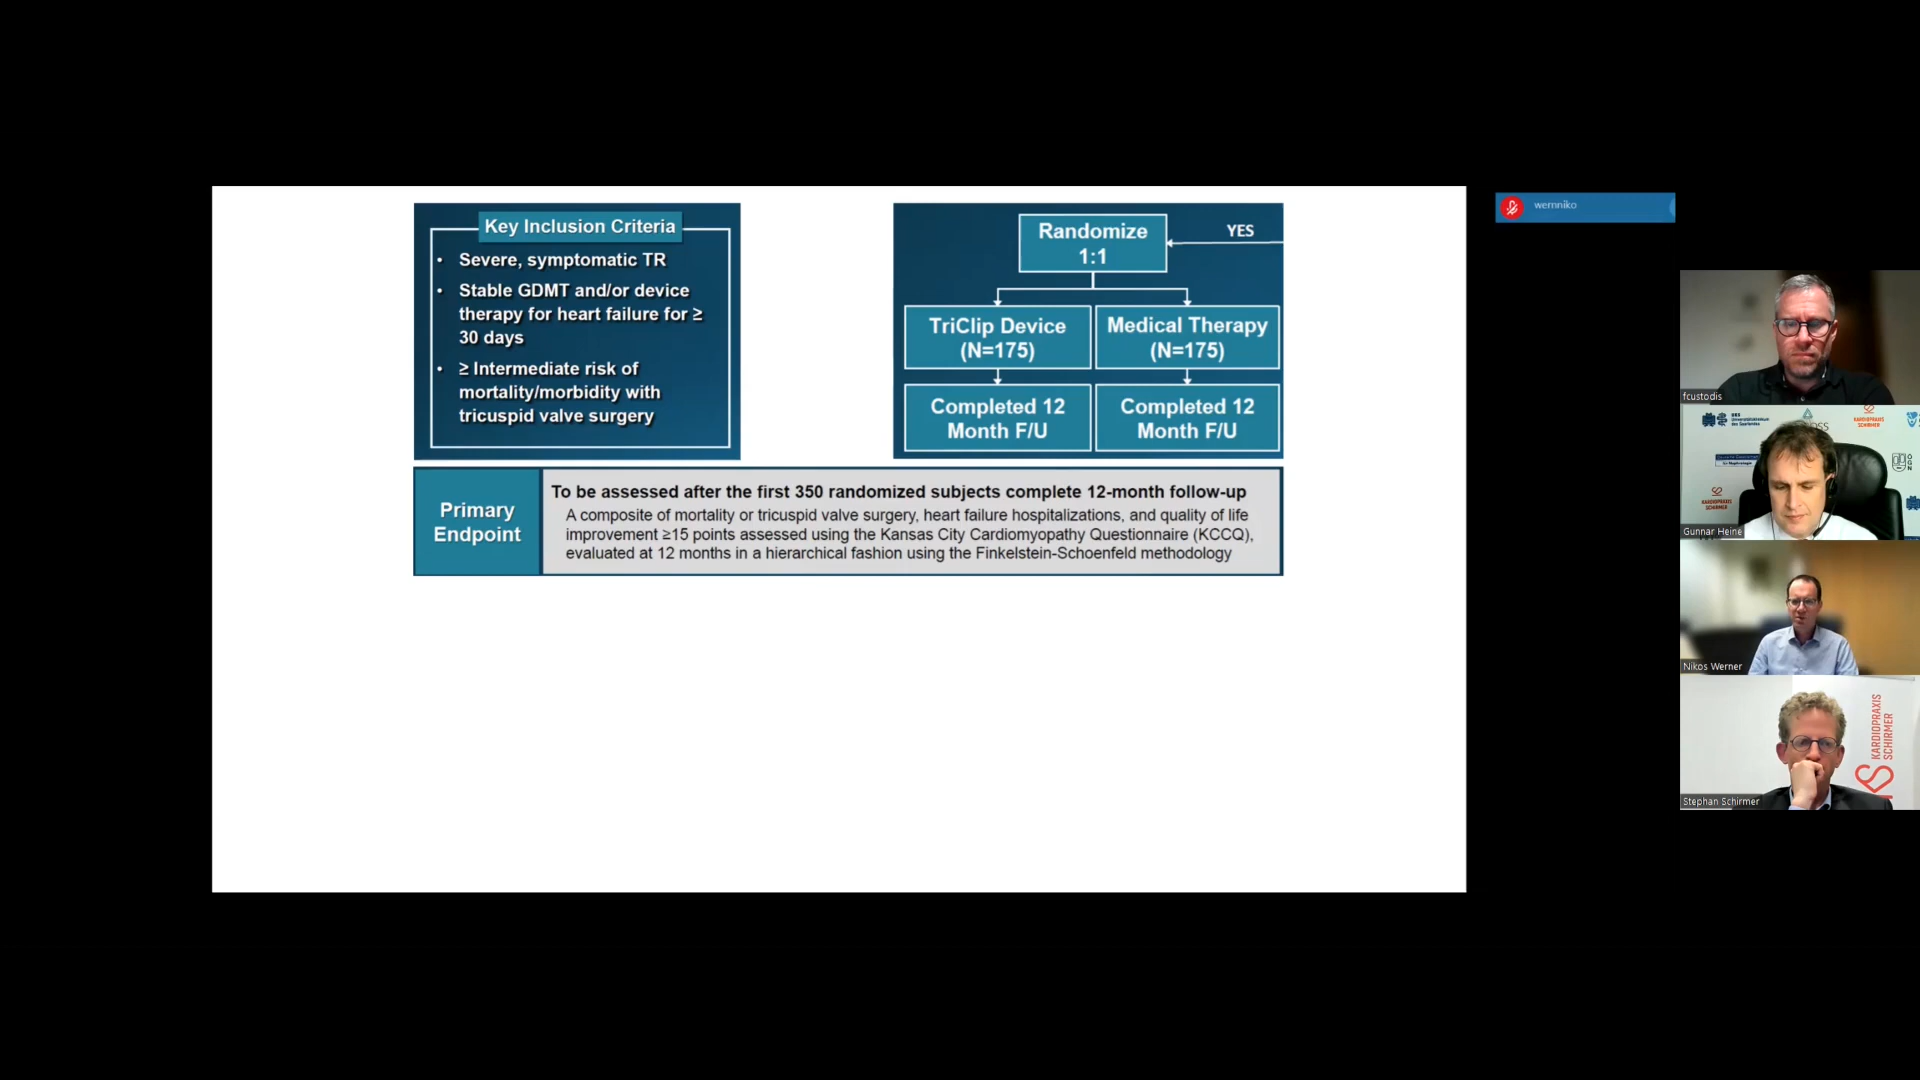 Key Inclusion Criteria
• Severe, symptomatic TR
• Stable GDMT and/or device
therapy for heart failure for ≥
30 days
• ≥ Intermediate risk of
mortality/morbidity with
tricuspid valve surgery
Randomize
1:1
YES
TriClip Device
(N=175)
Medical Therapy
(N=175)
Completed 12
Month F/U
Completed 12
Month F/U
Primary
Endpoint
To be assessed after the first 350 randomized subjects complete 12-month follow-up
A composite of mortality or tricuspid valve surgery, heart failure hospitalizations, and quality of life
improvement ≥15 points assessed using the Kansas City Cardiomyopathy Questionnaire (KCCQ),
evaluated at 12 months in a hierarchical fashion using the Finkelstein-Schoenfeld methodology
wernniko
fcustodis
UKS
KARDIOPRAXIS
SCHIRMER
KARDIOPRAXIS
SCHIRMER
Gunnar Heine
Nikos Werner
KARDIOPRAXIS
SCHIRMER
Stephan Schirmer